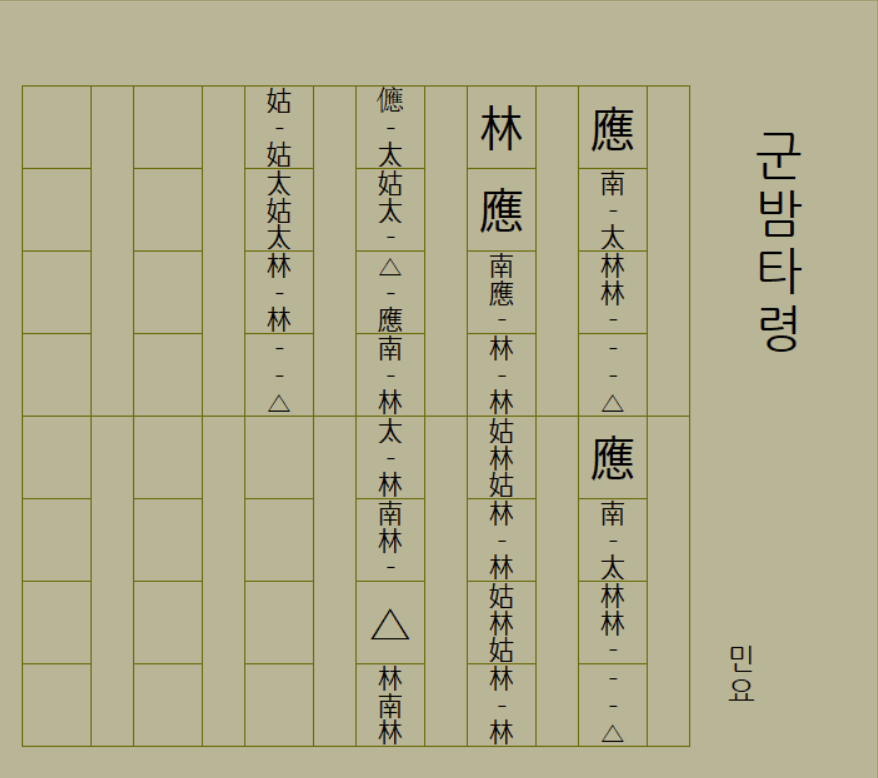 군밤타령
민요
應
南-太
林林-
--△
應
南-太
林林-
--△
林
應
南應-
林-林
姑林姑
林-林
姑林姑
林-林
㒣-太
姑太-
△-應
南-林
太-林
南林-
△
林南林
姑-姑
太姑太
林-林
--△